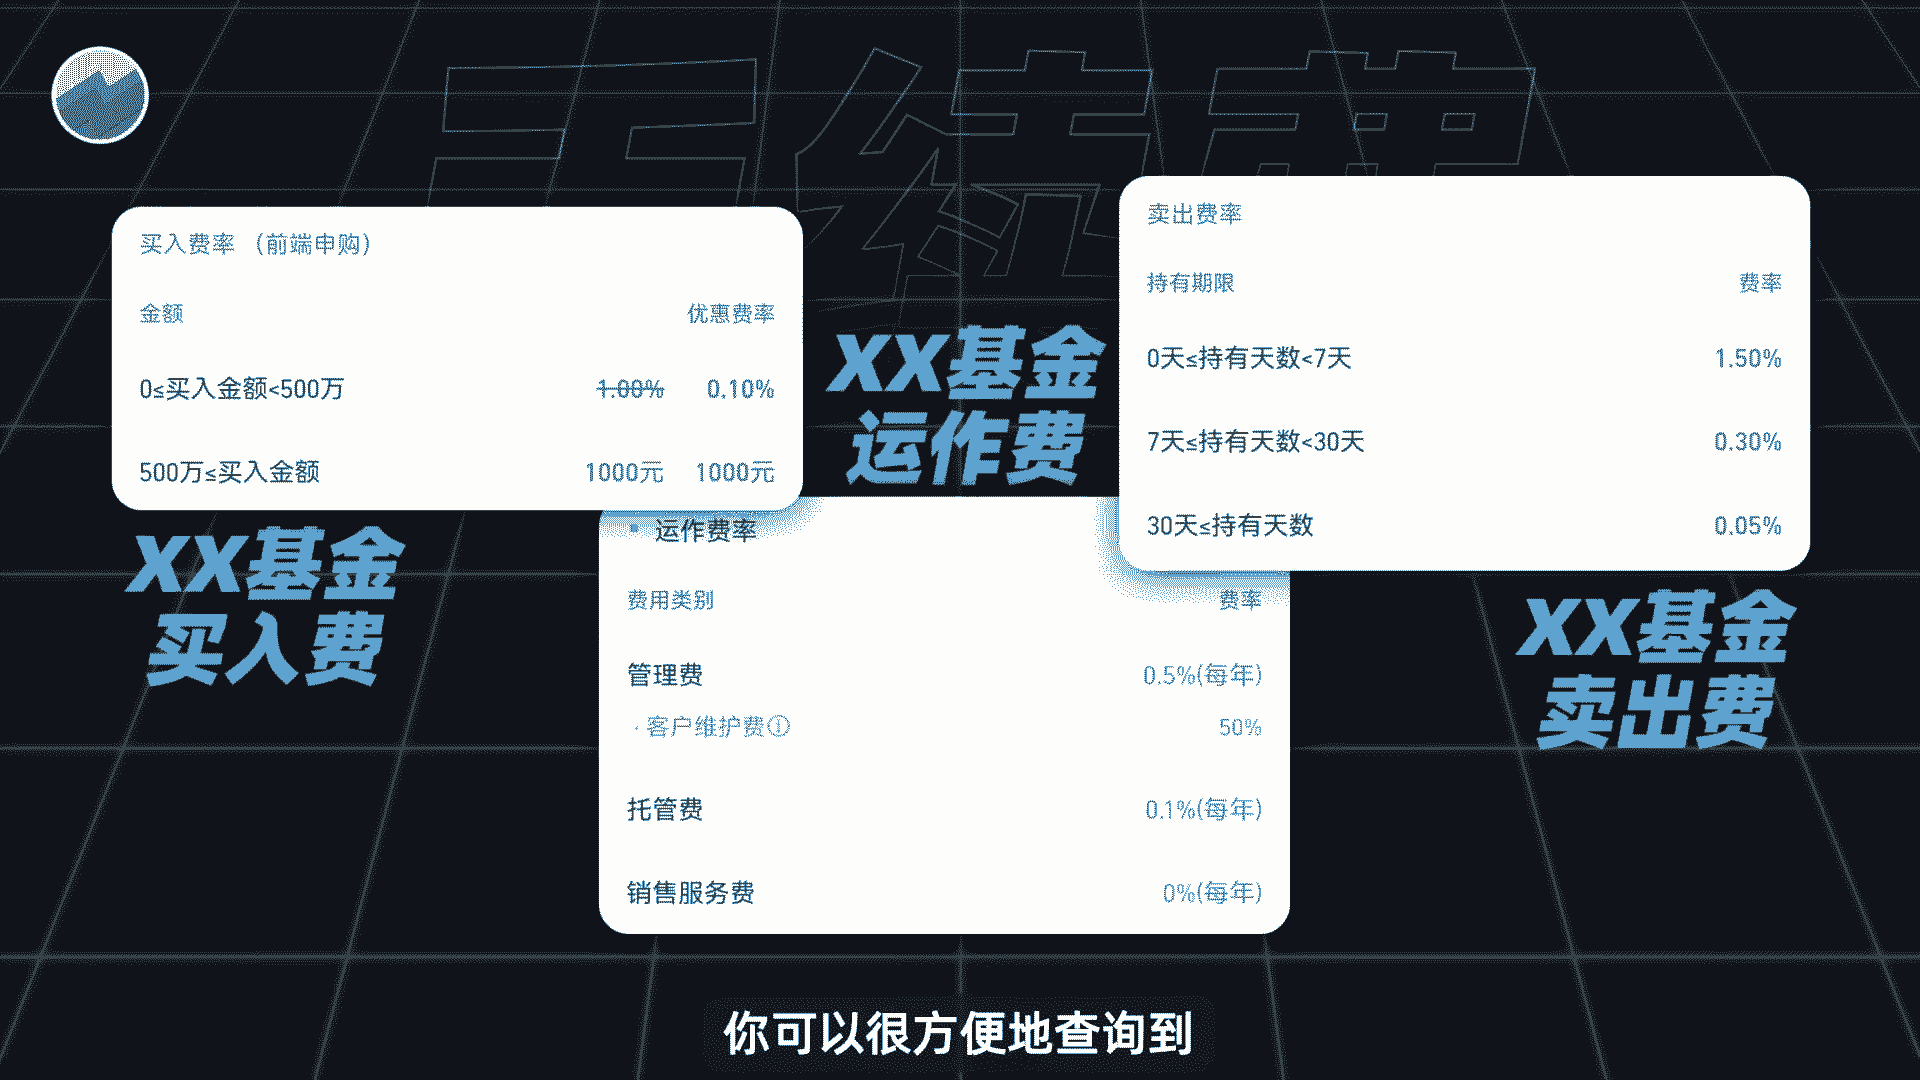 买入费率 （前端申购）
金额 优惠费率
0≤买入金额<500万 1.00% 0.10%
500万≤买入金额 1000元 1000元
XX基金
买入费
XX基金
运作费
运作费率
费用类别 费率
管理费 0.5%(每年)
· 客户维护费ⓘ 50%
托管费 0.1%(每年)
销售服务费 0%(每年)
卖出费率
持有期限 费率
0天≤持有天数<7天 1.50%
7天≤持有天数<30天 0.30%
30天≤持有天数 0.05%
XX基金
卖出费
你可以很方便地查询到